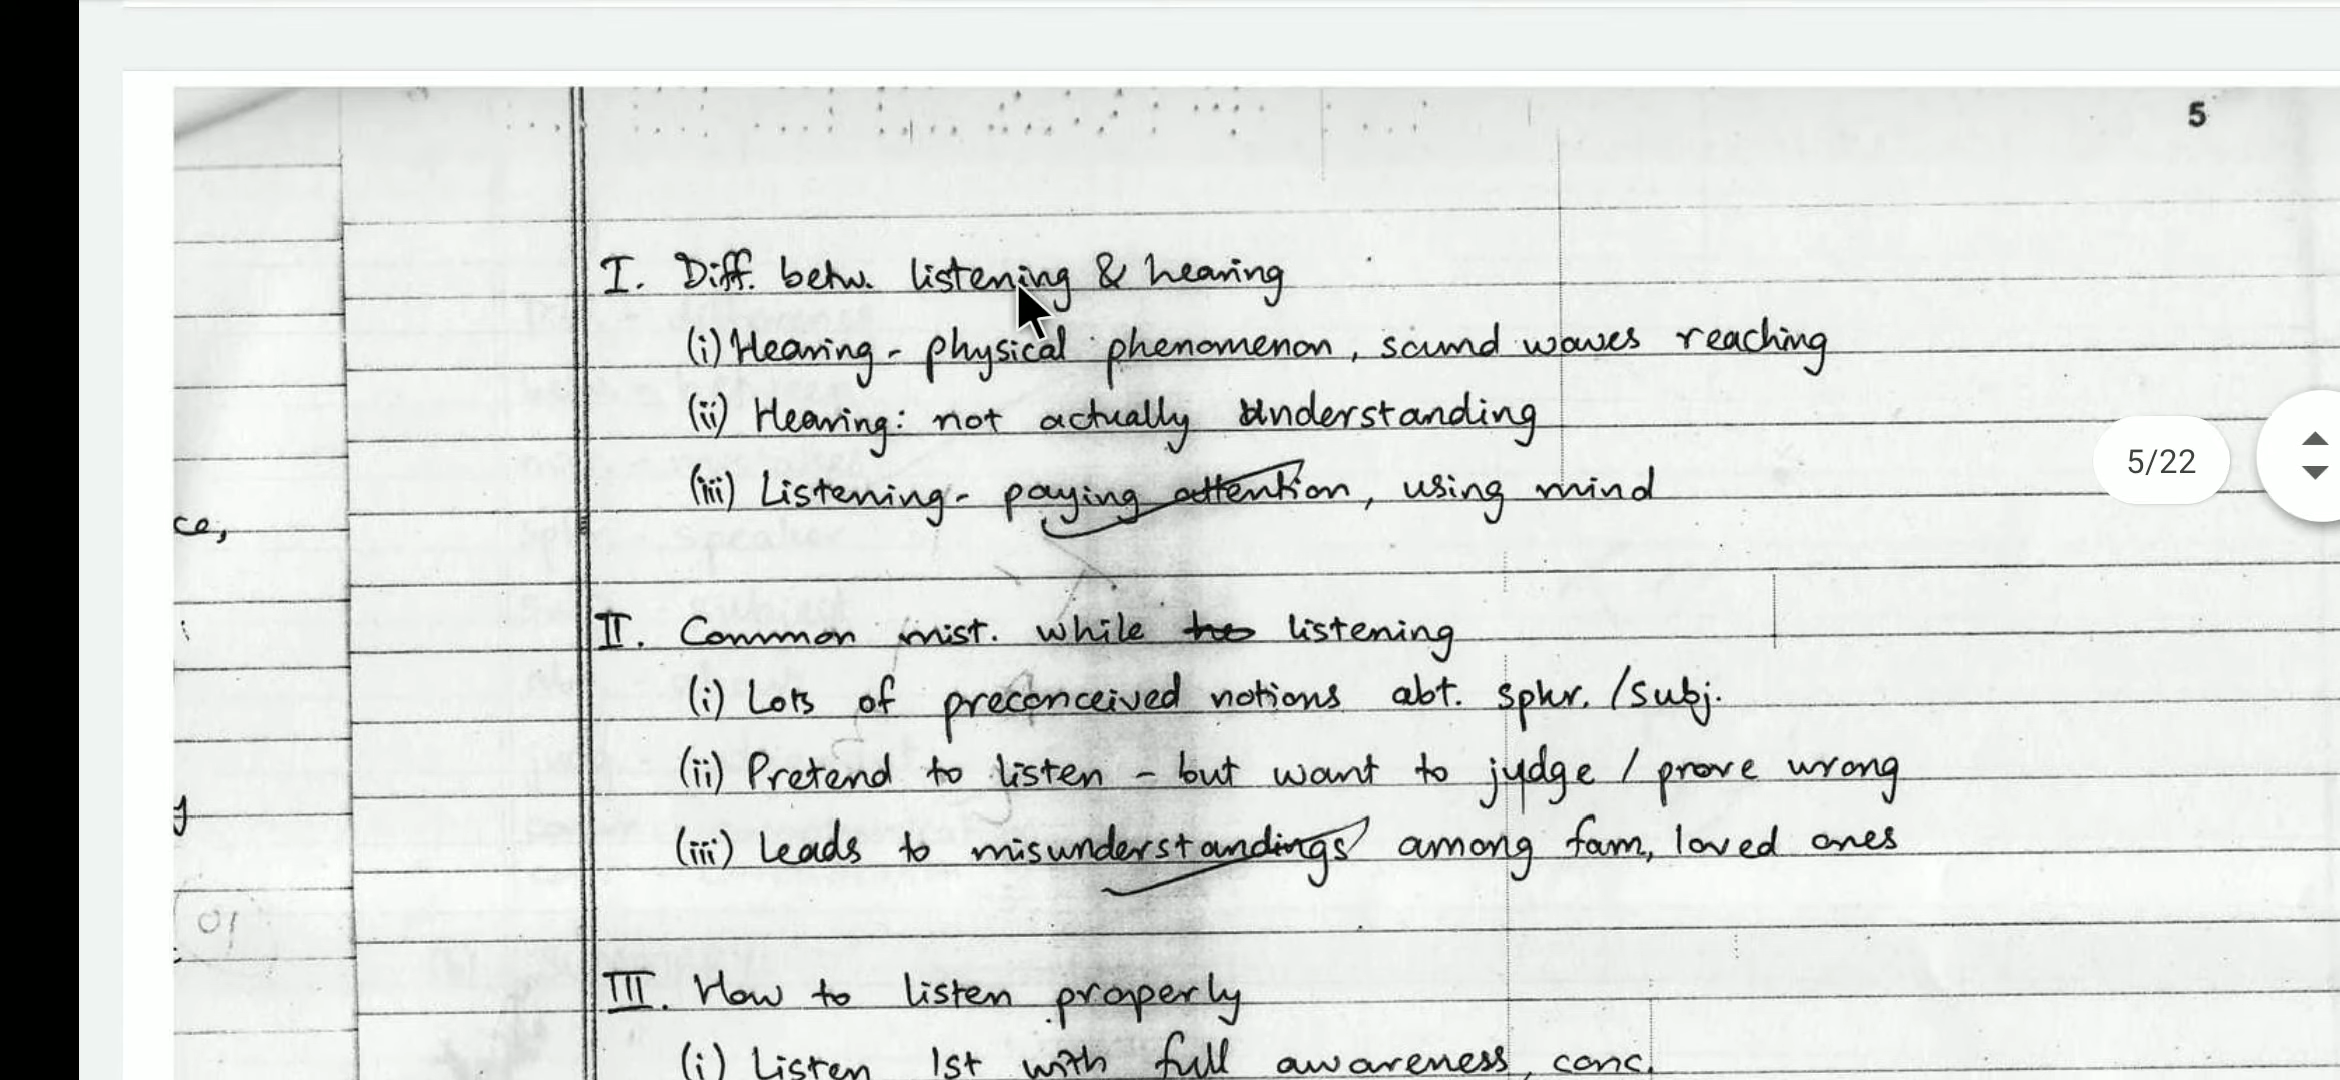 5
I. Diff. betw. listening & hearing
(i) Hearing - physical phenomenon, sound waves reaching
(ii) Hearing: not actually understanding
5/22
(iii) Listening - paying attention, using mind
ce,
II. Common mist. while listening
(i) Lots of preconceived notions abt. spkr. /subj.
(ii) Pretend to listen - but want to judge / prove wrong
y
(iii) Leads to misunderstandings among fam, loved ones
III. How to listen properly
(i) Listen 1st with full awareness, conc.